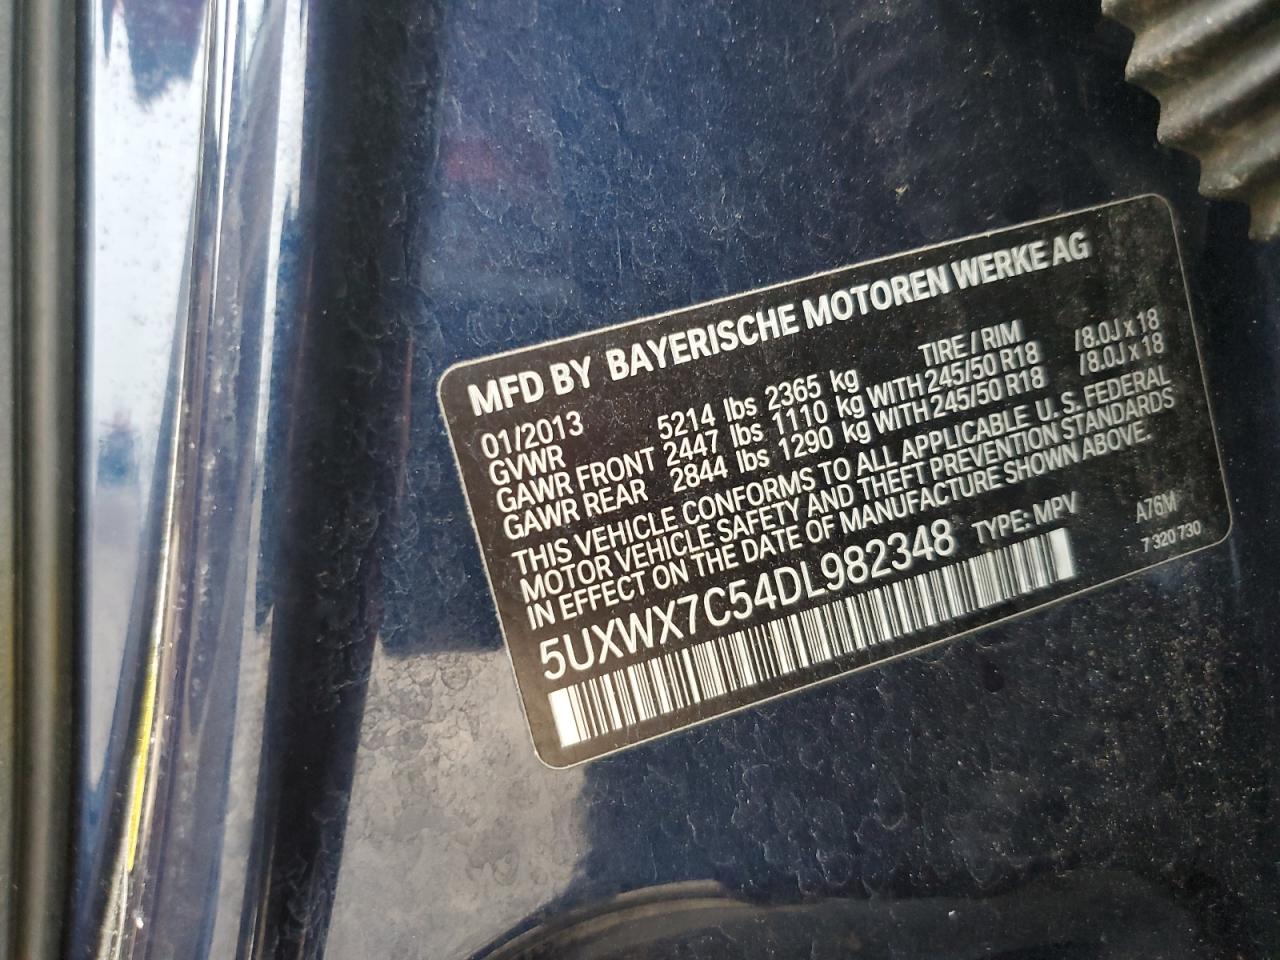 MFD BY BAYERISCHE MOTOREN WERKE AG
01/2013 TIRE / RIM
GVWR 5214 lbs 2365 kg
GAWR FRONT 2447 lbs 1110 kg WITH 245/50 R18 /8.0J x 18
GAWR REAR 2844 lbs 1290 kg WITH 245/50 R18 /8.0J x 18
THIS VEHICLE CONFORMS TO ALL APPLICABLE U. S. FEDERAL
MOTOR VEHICLE SAFETY AND THEFT PREVENTION STANDARDS
IN EFFECT ON THE DATE OF MANUFACTURE SHOWN ABOVE.
5UXWX7C54DL982348 TYPE: MPV A76M
7 320 730